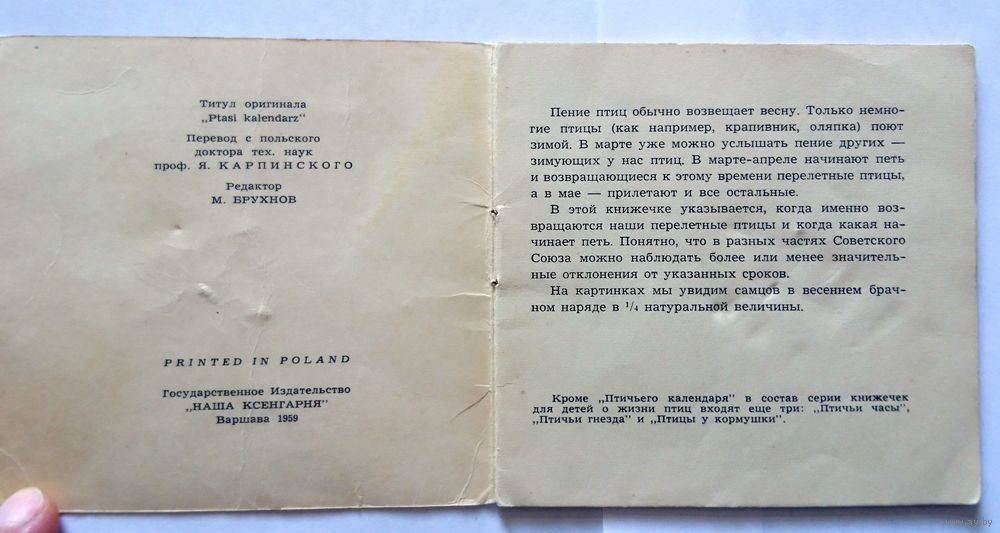 Титул оригинала
„Ptasi kalendarz"
Перевод с польского
доктора тех. наук
проф. Я. КАРПИНСКОГО
Редактор
М. БРУХНОВ
PRINTED IN POLAND
Государственное Издательство
„НАША КСЕНГАРНЯ"
Варшава 1959
Пение птиц обычно возвещает весну. Только немно-
гие птицы (как например, крапивник, оляпка) поют
зимой. В марте уже можно услышать пение других —
зимующих у нас птиц. В марте-апреле начинают петь
и возвращающиеся к этому времени перелетные птицы,
а в мае — прилетают и все остальные.
В этой книжечке указывается, когда именно воз-
вращаются наши перелетные птицы и когда какая на-
чинает петь. Понятно, что в разных частях Советского
Союза можно наблюдать более или менее значитель-
ные отклонения от указанных сроков.
На картинках мы увидим самцов в весеннем брач-
ном наряде в ¹/₄ натуральной величины.
Кроме „Птичьего календаря" в состав серии книжечек
для детей о жизни птиц входят еще три: „Птичьи часы",
„Птичьи гнезда" и „Птицы у кормушки".